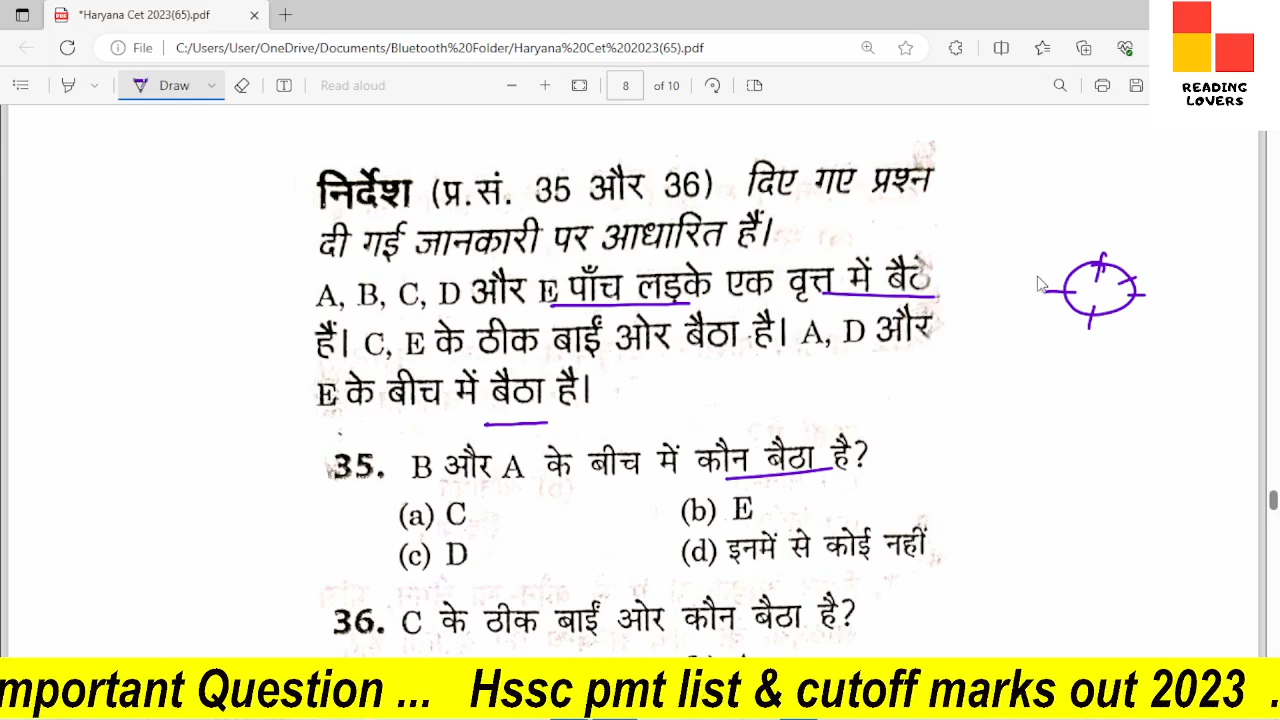 *Haryana Cet 2023(65).pdf
File C:/Users/User/OneDrive/Documents/Bluetooth%20Folder/Haryana%20Cet%202023(65).pdf
Draw Read aloud 8 of 10
READING
LOVERS
निर्देश (प्र.सं. 35 और 36) दिए गए प्रश्न
दी गई जानकारी पर आधारित हैं।
A, B, C, D और E पाँच लड़के एक वृत्त में बैठे
हैं। C, E के ठीक बाईं ओर बैठा है। A, D और
E के बीच में बैठा है।
35. B और A के बीच में कौन बैठा है?
(a) C (b) E
(c) D (d) इनमें से कोई नहीं
36. C के ठीक बाईं ओर कौन बैठा है?
mportant Question ... Hssc pmt list & cutoff marks out 2023 .